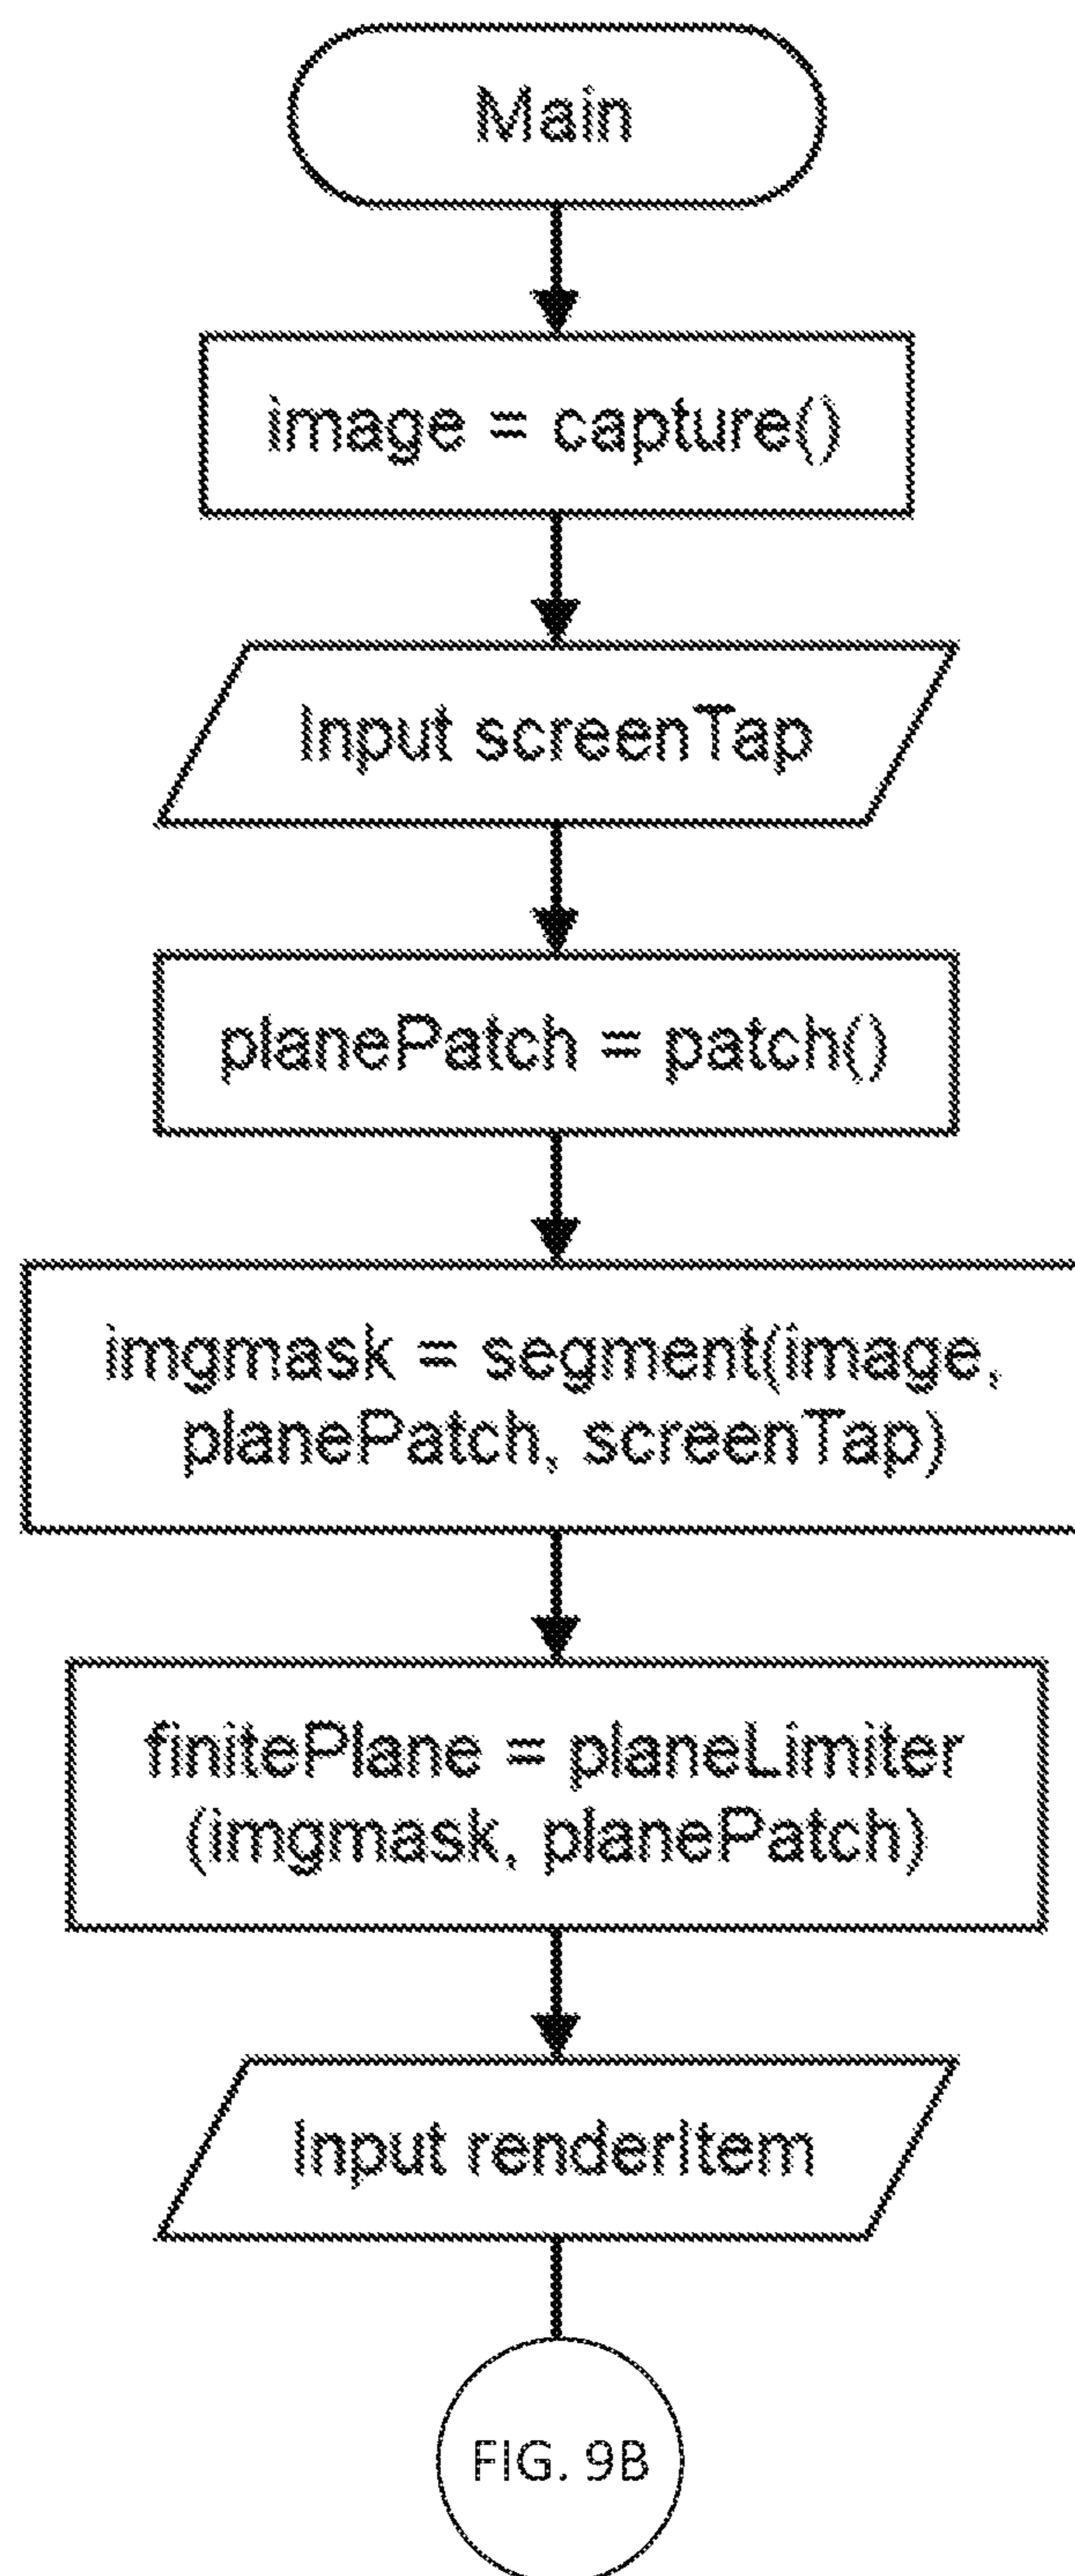 Main
image = capture()
Input screenTap
planePatch = patch()
imgmask = segment(image,
planePatch, screenTap)
finitePlane = planeLimiter
(imgmask, planePatch)
Input renderItem
FIG. 9B